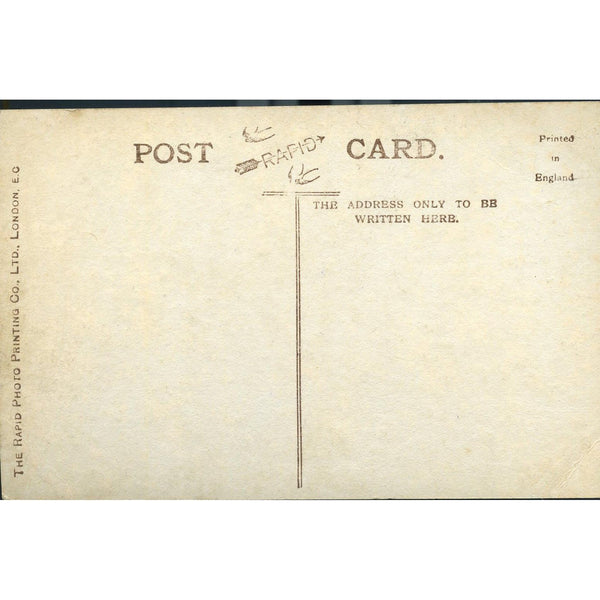 POST RAPID CARD.
Printed
in
England
THE ADDRESS ONLY TO BE
WRITTEN HERE.
THE RAPID PHOTO PRINTING CO., LTD., LONDON, E.C